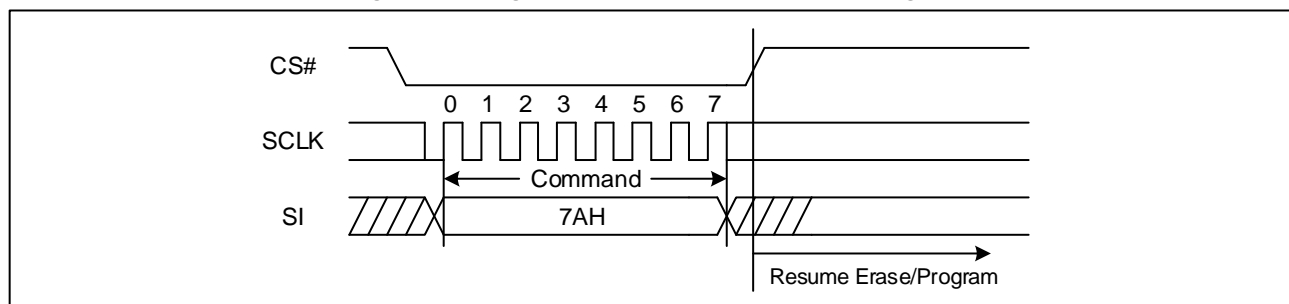 CS#
0 1 2 3 4 5 6 7
SCLK
Command
SI
7AH
Resume Erase/Program